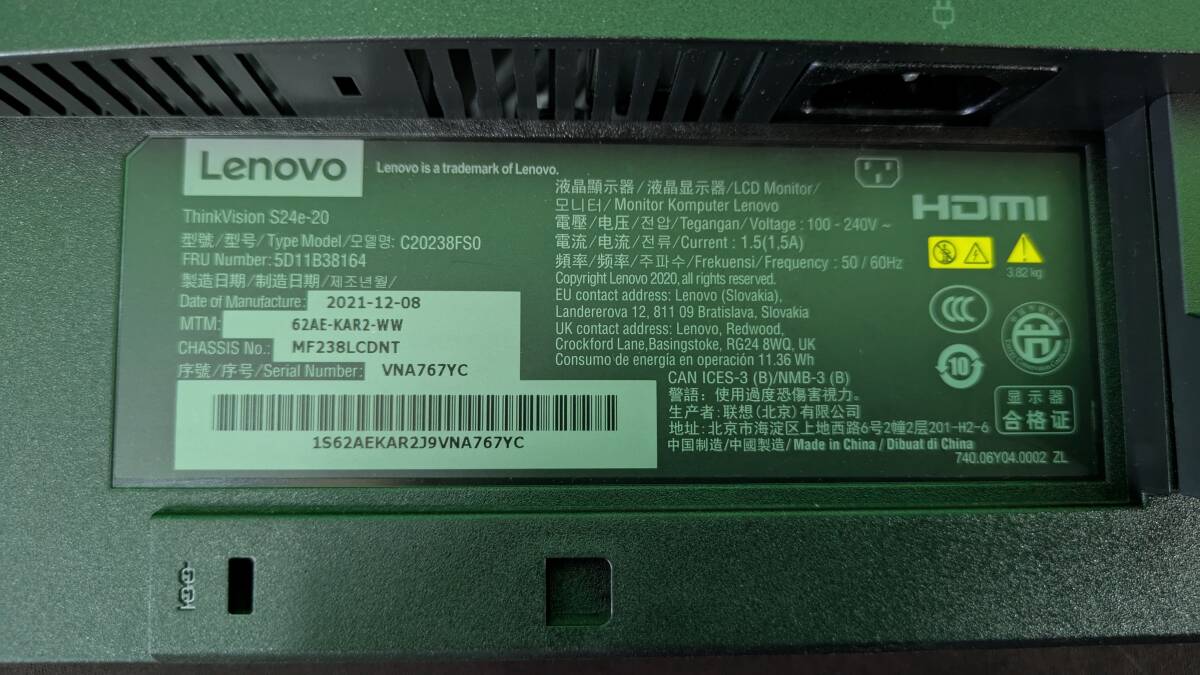 Lenovo
Lenovo is a trademark of Lenovo.
ThinkVision S24e-20
型號/型号/Type Model/모델명: C20238FS0
FRU Number: 5D11B38164
製造日期/制造日期/제조년월/
Date of Manufacture: 2021-12-08
MTM: 62AE-KAR2-WW
CHASSIS No.: MF238LCDNT
序號/序号/Serial Number: VNA767YC
1S62AEKAR2J9VNA767YC
液晶顯示器/液晶显示器/LCD Monitor/
모니터/Monitor Komputer Lenovo
電壓/电压/전압/Tegangan/Voltage : 100 - 240V ~
電流/电流/전류/Current : 1.5(1,5A)
頻率/频率/주파수/Frekuensi/Frequency : 50 / 60Hz
Copyright Lenovo 2020, all rights reserved.
EU contact address: Lenovo (Slovakia),
Landererova 12, 811 09 Bratislava, Slovakia
UK contact address: Lenovo, Redwood,
Crockford Lane,Basingstoke, RG24 8WQ, UK
Consumo de energía en operación 11.36 Wh
CAN ICES-3 (B)/NMB-3 (B)
警語: 使用過度恐傷害視力。
生产者: 联想(北京)有限公司
地址: 北京市海淀区上地西路6号2幢2层201-H2-6
中国制造/中國製造/Made in China / Dibuat di China
740.06Y04.0002 ZL
HDMI
3.82 kg
CCC
10
显示器
合格证